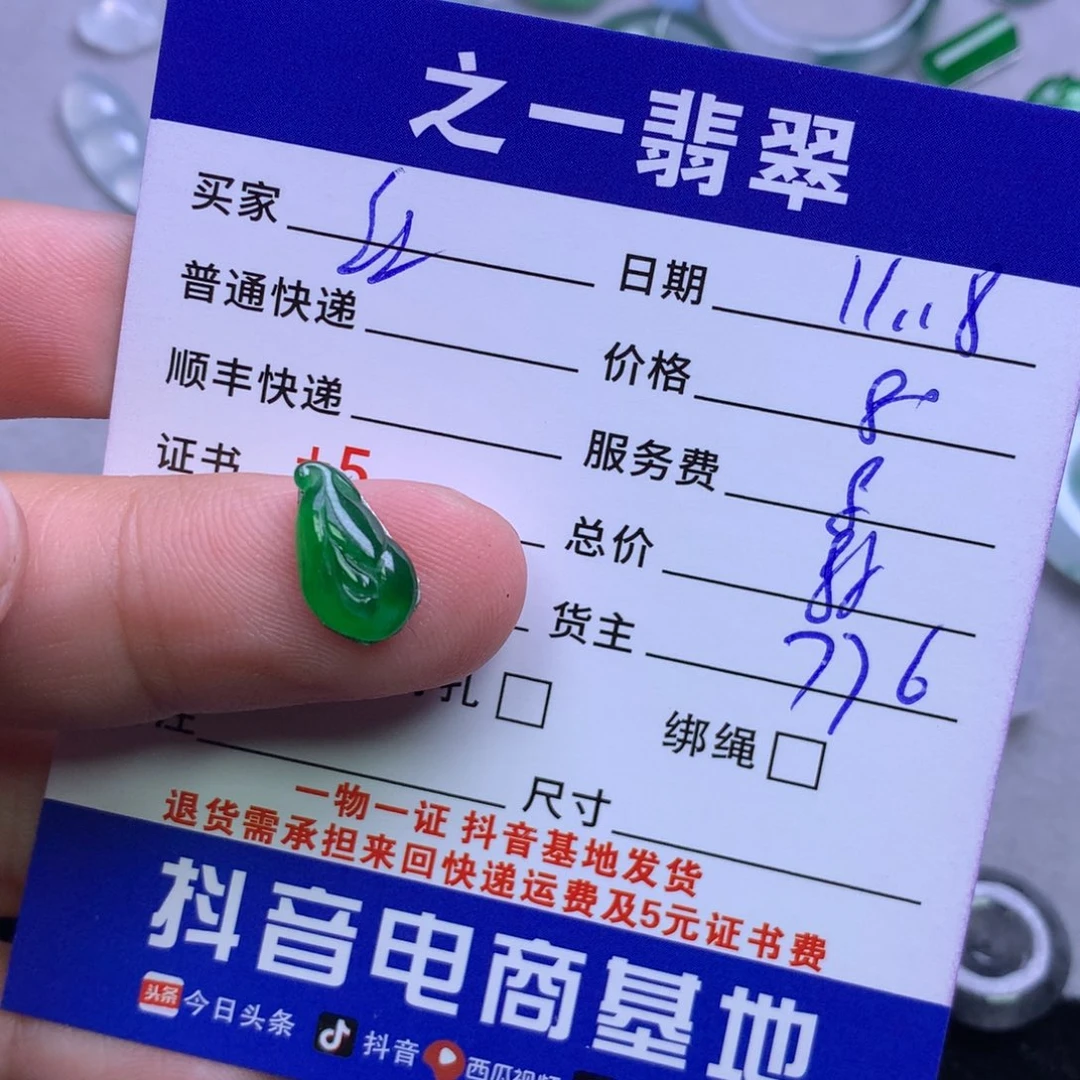 之一翡翠
买家 日期 11.18
普通快递 价格
顺丰快递 服务费
证书 +5 总价
货主 776
孔 □ 绑绳 □
注 尺寸
一物一证 抖音基地发货
退货需承担来回快递运费及5元证书费
抖音电商基地
头条 今日头条 抖音 西瓜视频